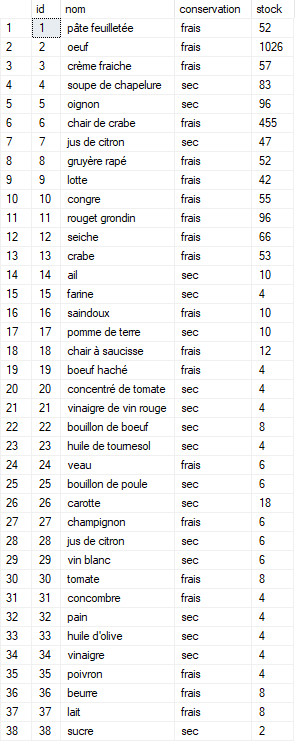 id nom conservation stock
1 1 pâte feuilletée frais 52
2 2 oeuf frais 1026
3 3 crème fraiche frais 57
4 4 soupe de chapelure sec 83
5 5 oignon sec 96
6 6 chair de crabe frais 455
7 7 jus de citron sec 47
8 8 gruyère rapé frais 52
9 9 lotte frais 42
10 10 congre frais 55
11 11 rouget grondin frais 96
12 12 seiche frais 66
13 13 crabe frais 53
14 14 ail sec 10
15 15 farine sec 4
16 16 saindoux frais 10
17 17 pomme de terre sec 10
18 18 chair à saucisse frais 12
19 19 boeuf haché frais 4
20 20 concentré de tomate sec 4
21 21 vinaigre de vin rouge sec 4
22 22 bouillon de boeuf sec 8
23 23 huile de tournesol sec 4
24 24 veau frais 6
25 25 bouillon de poule sec 6
26 26 carotte sec 18
27 27 champignon frais 6
28 28 jus de citron sec 6
29 29 vin blanc sec 6
30 30 tomate frais 8
31 31 concombre frais 4
32 32 pain sec 4
33 33 huile d'olive sec 4
34 34 vinaigre sec 4
35 35 poivron frais 4
36 36 beurre frais 8
37 37 lait frais 8
38 38 sucre sec 2